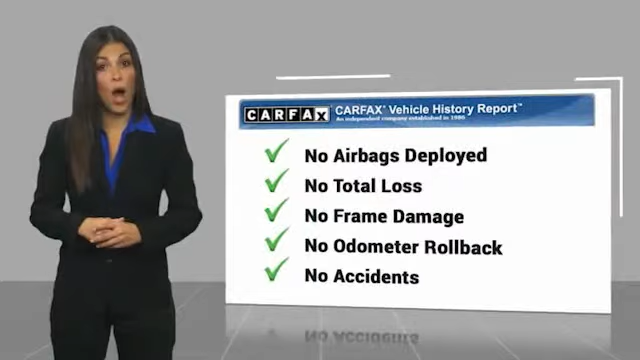 CARFAX CARFAX® Vehicle History Report™
An independent company established in 1986
No Airbags Deployed
No Total Loss
No Frame Damage
No Odometer Rollback
No Accidents